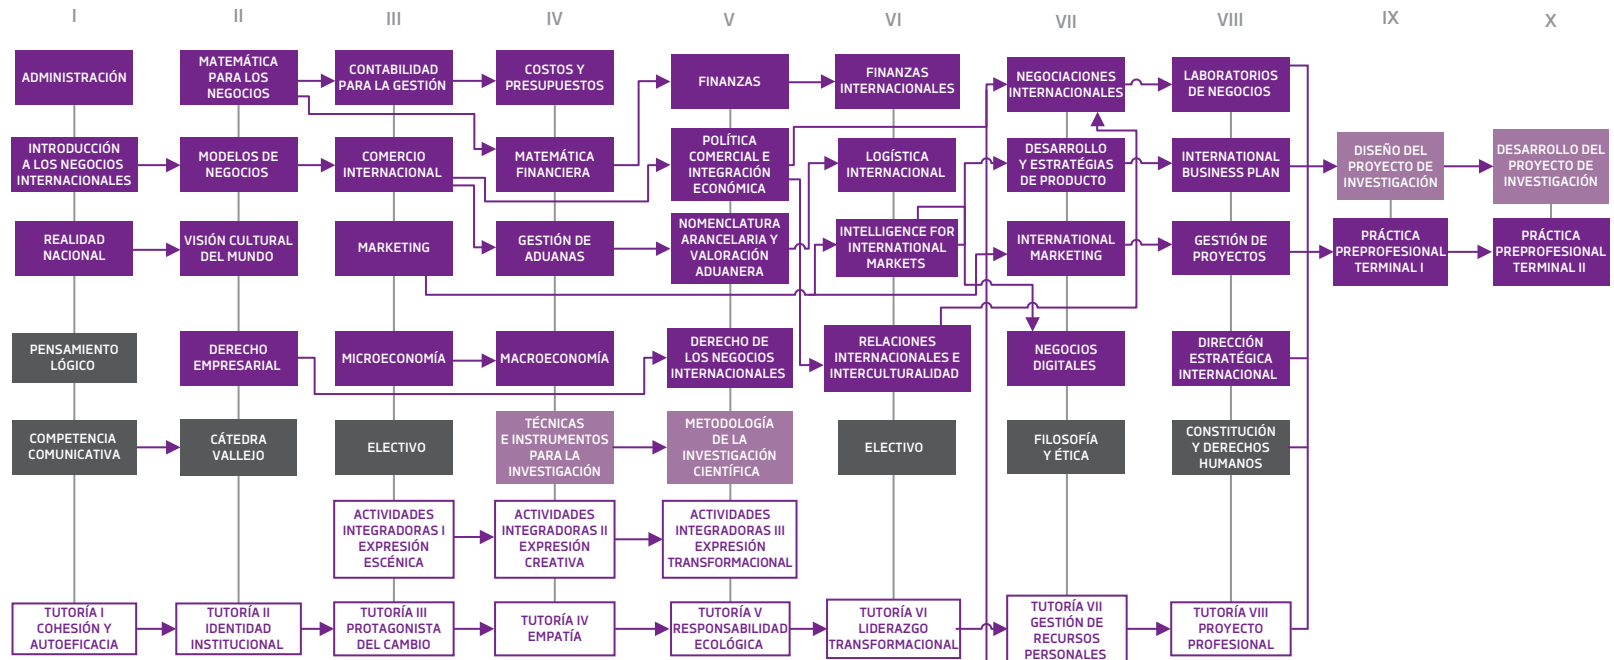 I
II
III
IV
V
VI
VII
VIII
IX
X
ADMINISTRACIÓN
MATEMÁTICA
PARA LOS
NEGOCIOS
CONTABILIDAD
PARA LA GESTIÓN
COSTOS Y
PRESUPUESTOS
FINANZAS
FINANZAS
INTERNACIONALES
NEGOCIACIONES
INTERNACIONALES
LABORATORIOS
DE NEGOCIOS
INTRODUCCIÓN
A LOS NEGOCIOS
INTERNACIONALES
MODELOS DE
NEGOCIOS
COMERCIO
INTERNACIONAL
MATEMÁTICA
FINANCIERA
POLÍTICA
COMERCIAL E
INTEGRACIÓN
ECONÓMICA
LOGÍSTICA
INTERNACIONAL
DESARROLLO
Y ESTRATÉGIAS
DE PRODUCTO
INTERNATIONAL
BUSINESS PLAN
DISEÑO DEL
PROYECTO DE
INVESTIGACIÓN
DESARROLLO DEL
PROYECTO DE
INVESTIGACIÓN
REALIDAD
NACIONAL
VISIÓN CULTURAL
DEL MUNDO
MARKETING
GESTIÓN DE
ADUANAS
NOMENCLATURA
ARANCELARIA Y
VALORACIÓN
ADUANERA
INTELLIGENCE FOR
INTERNATIONAL
MARKETS
INTERNATIONAL
MARKETING
GESTIÓN DE
PROYECTOS
PRÁCTICA
PREPROFESIONAL
TERMINAL I
PRÁCTICA
PREPROFESIONAL
TERMINAL II
PENSAMIENTO
LÓGICO
DERECHO
EMPRESARIAL
MICROECONOMÍA
MACROECONOMÍA
DERECHO DE
LOS NEGOCIOS
INTERNACIONALES
RELACIONES
INTERNACIONALES E
INTERCULTURALIDAD
NEGOCIOS
DIGITALES
DIRECCIÓN
ESTRATÉGICA
INTERNACIONAL
COMPETENCIA
COMUNICATIVA
CÁTEDRA
VALLEJO
ELECTIVO
TÉCNICAS
E INSTRUMENTOS
PARA LA
INVESTIGACIÓN
METODOLOGÍA
DE LA
INVESTIGACIÓN
CIENTÍFICA
ELECTIVO
FILOSOFÍA
Y ÉTICA
CONSTITUCIÓN
Y DERECHOS
HUMANOS
ACTIVIDADES
INTEGRADORAS I
EXPRESIÓN
ESCÉNICA
ACTIVIDADES
INTEGRADORAS II
EXPRESIÓN
CREATIVA
ACTIVIDADES
INTEGRADORAS III
EXPRESIÓN
TRANSFORMACIONAL
TUTORÍA I
COHESIÓN Y
AUTOEFICACIA
TUTORÍA II
IDENTIDAD
INSTITUCIONAL
TUTORÍA III
PROTAGONISTA
DEL CAMBIO
TUTORÍA IV
EMPATÍA
TUTORÍA V
RESPONSABILIDAD
ECOLÓGICA
TUTORÍA VI
LIDERAZGO
TRANSFORMACIONAL
TUTORÍA VII
GESTIÓN DE
RECURSOS
PERSONALES
TUTORÍA VIII
PROYECTO
PROFESIONAL